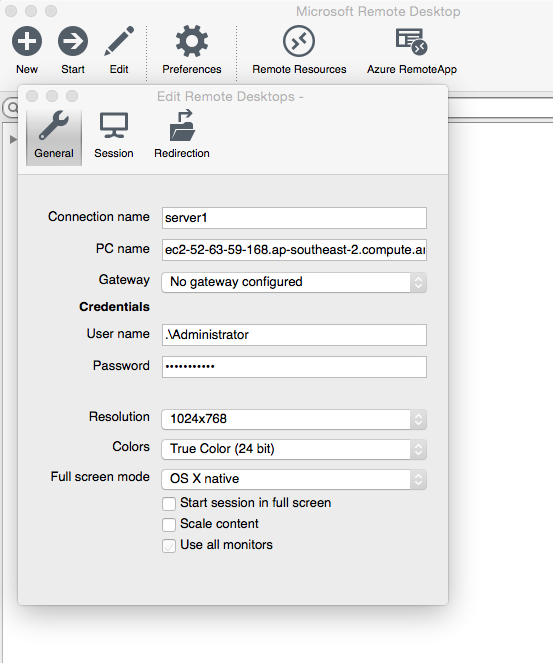 Microsoft Remote Desktop
New Start Edit Preferences Remote Resources Azure RemoteApp
Edit Remote Desktops -
General Session Redirection
Connection name server1
PC name ec2-52-63-59-168.ap-southeast-2.compute.a
Gateway No gateway configured
Credentials
User name .\Administrator
Password •••••••••••
Resolution 1024x768
Colors True Color (24 bit)
Full screen mode OS X native
Start session in full screen
Scale content
Use all monitors